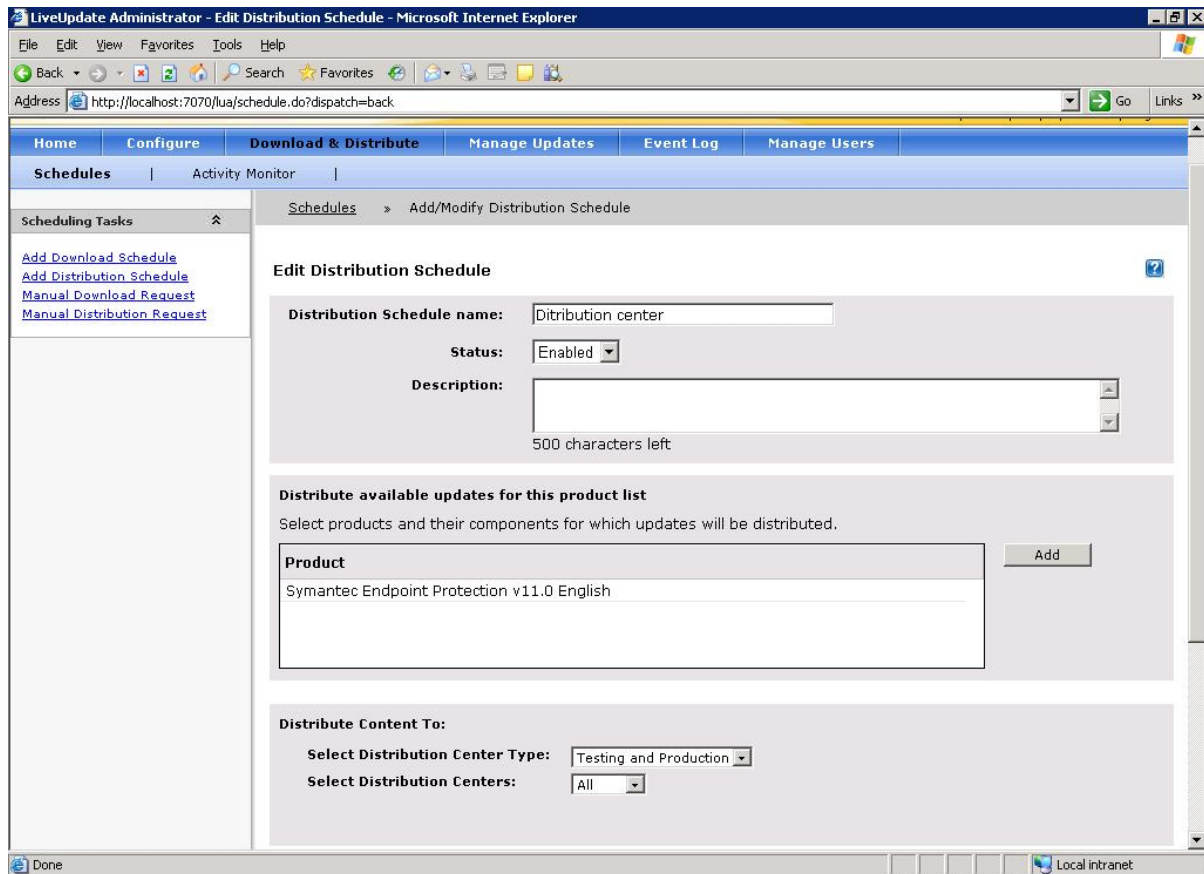 LiveUpdate Administrator - Edit Distribution Schedule - Microsoft Internet Explorer
File Edit View Favorites Tools Help
Back Search Favorites
Address http://localhost:7070/lua/schedule.do?dispatch=back Go Links »
Home Configure Download & Distribute Manage Updates Event Log Manage Users
Schedules | Activity Monitor |
Scheduling Tasks
Add Download Schedule
Add Distribution Schedule
Manual Download Request
Manual Distribution Request
Schedules » Add/Modify Distribution Schedule
Edit Distribution Schedule
Distribution Schedule name: Ditribution center
Status: Enabled
Description:
500 characters left
Distribute available updates for this product list
Select products and their components for which updates will be distributed.
Add
Product
Symantec Endpoint Protection v11.0 English
Distribute Content To:
Select Distribution Center Type: Testing and Production
Select Distribution Centers: All
Done
Local intranet